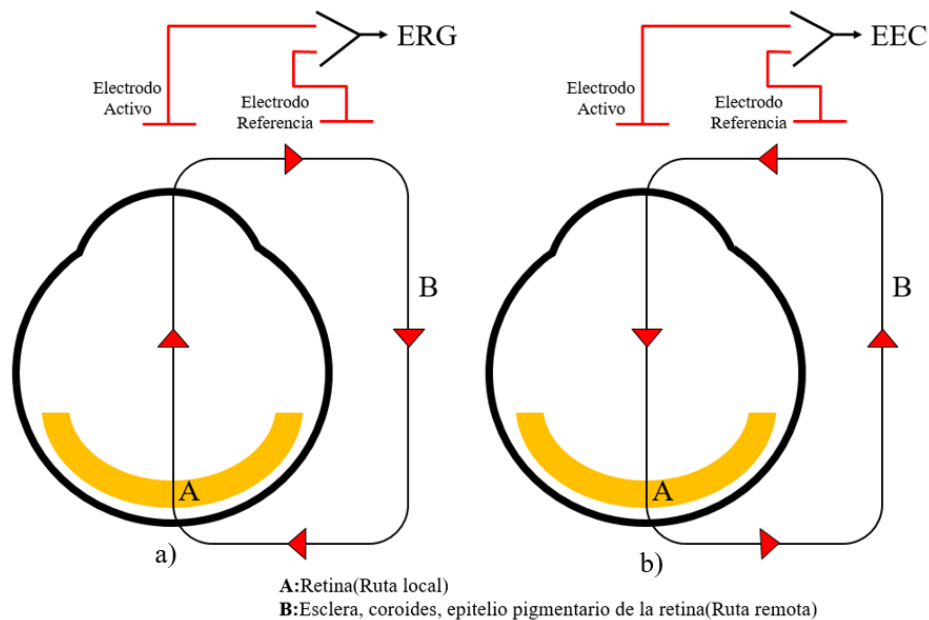 ERG
Electrodo
Activo
Electrodo
Referencia
B
A
a)
EEC
Electrodo
Activo
Electrodo
Referencia
B
A
b)
A:Retina(Ruta local)
B:Esclera, coroides, epitelio pigmentario de la retina(Ruta remota)